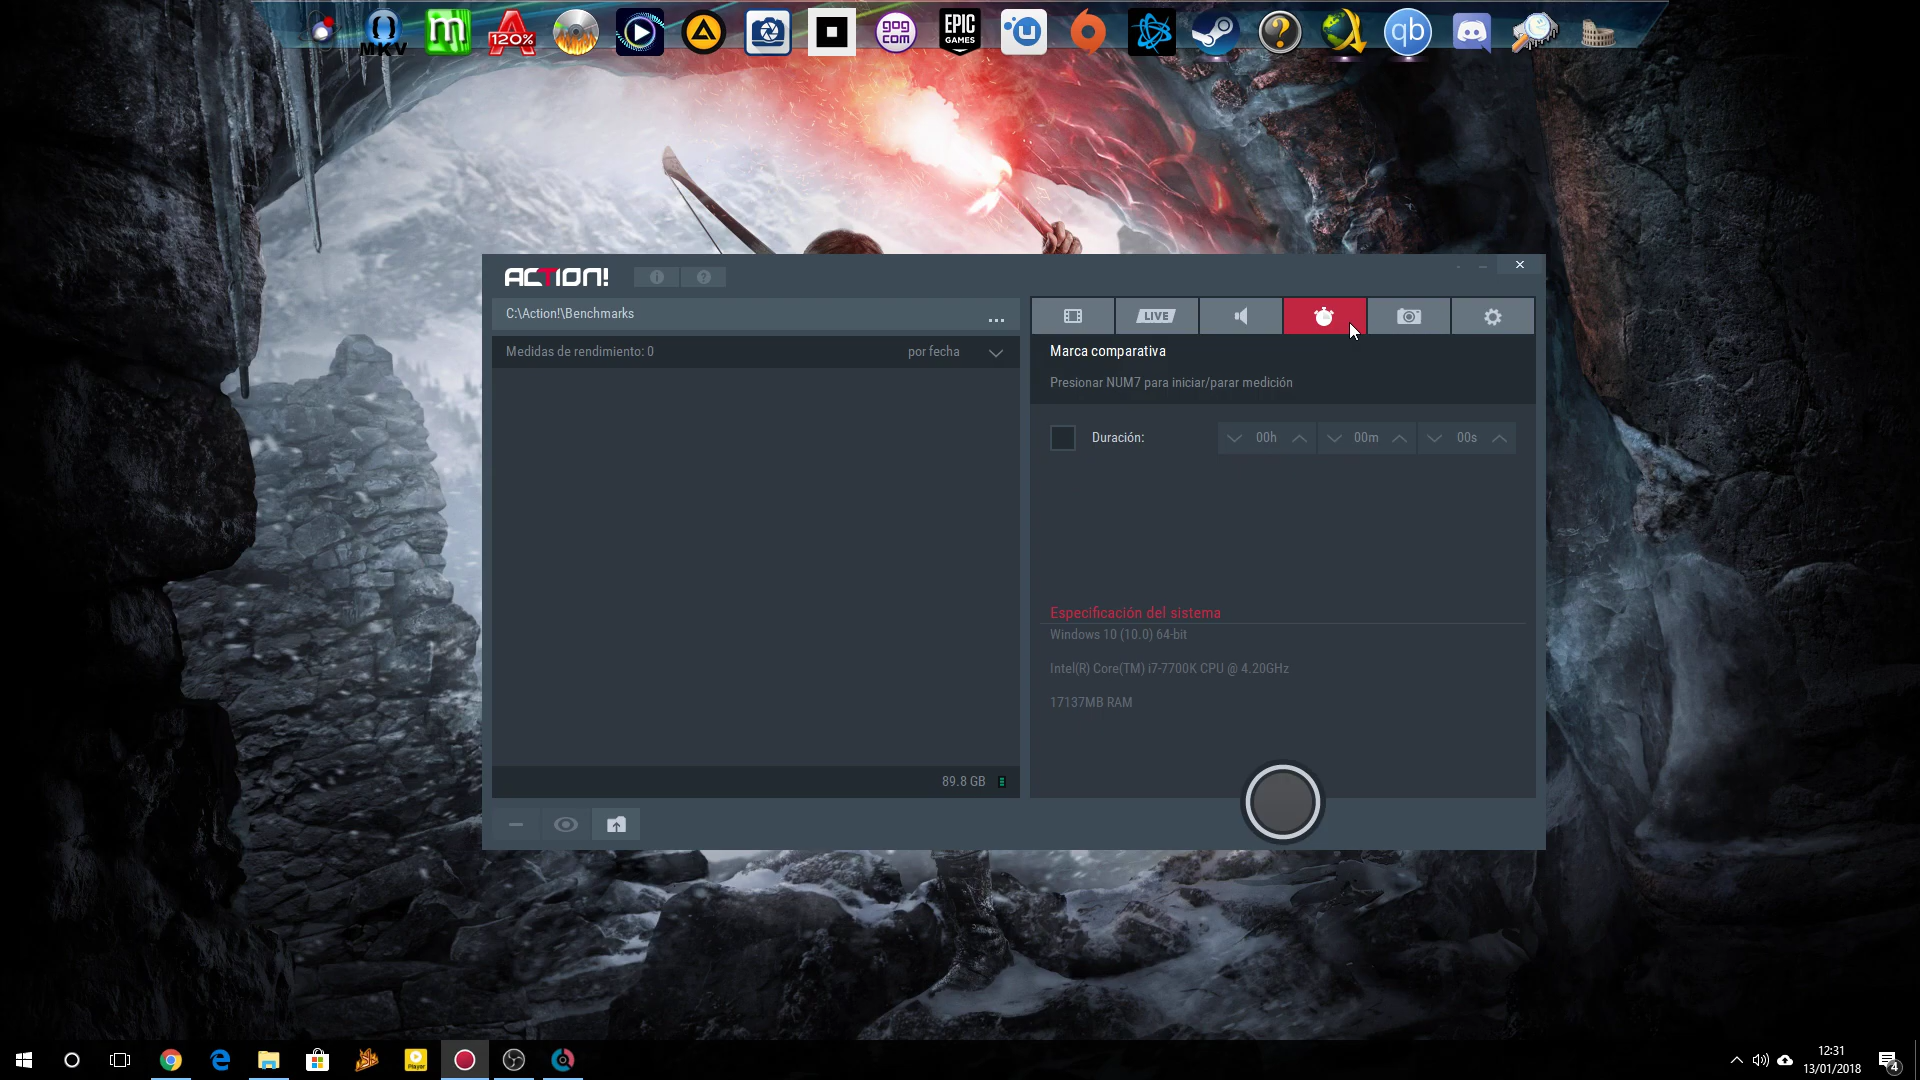 MKV
120%
gog
com
EPIC
GAMES
qb
ACTION!
C:\Action!\Benchmarks
...
LIVE
Medidas de rendimiento: 0
por fecha
Marca comparativa
Presionar NUM7 para iniciar/parar medición
Duración:
00h
00m
00s
Especificación del sistema
Windows 10 (10.0) 64-bit
Intel(R) Core(TM) i7-7700K CPU @ 4.20GHz
17137MB RAM
89.8 GB
Player
12:31
13/01/2018
4